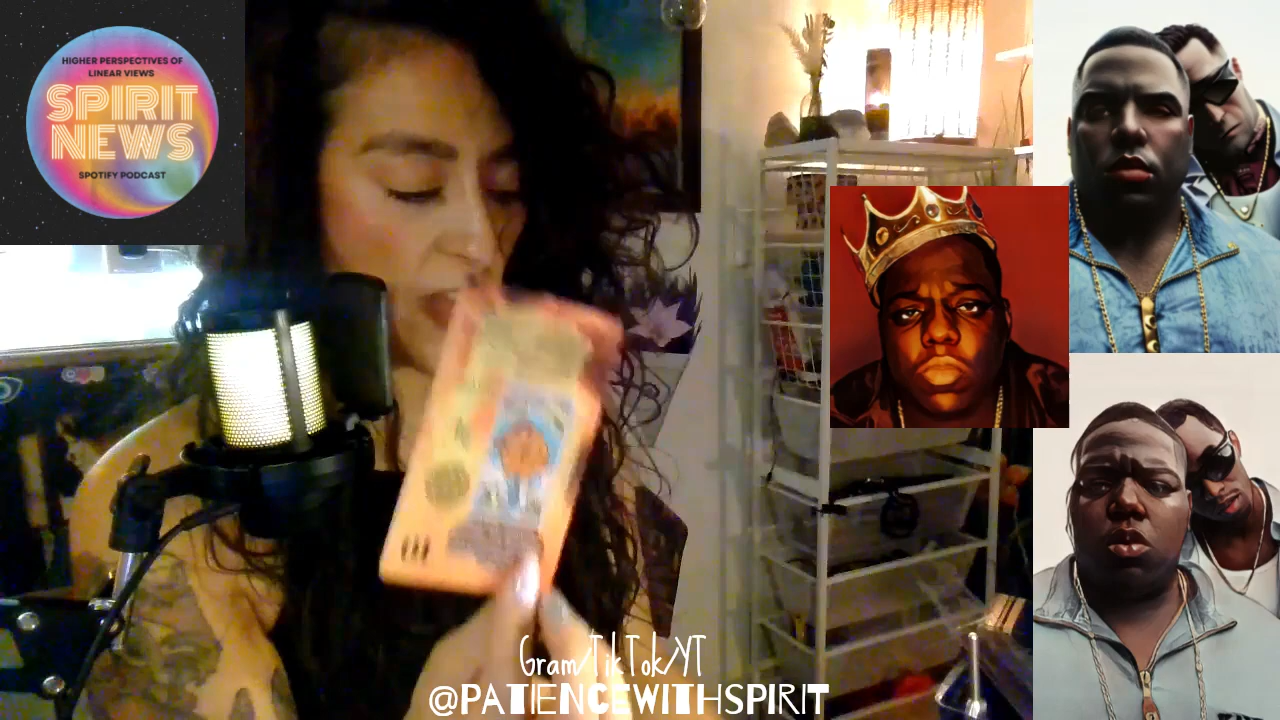 HIGHER PERSPECTIVES OF
LINEAR VIEWS
SPIRIT
NEWS
SPOTIFY PODCAST
Gram/TikTok/YT
@PATIENCEWITHSPIRIT